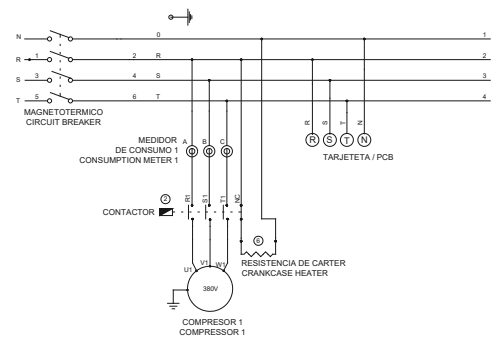 N 0 1
R 1 2 R 2
S 3 4 S 3
T 5 6 T 4
MAGNETOTERMICO
CIRCUIT BREAKER
R S T N
R S T N
TARJETETA / PCB
MEDIDOR
DE CONSUMO 1
CONSUMPTION METER 1
A B C
2
CONTACTOR
R1 S1 T1 NC
6
RESISTENCIA DE CARTER
CRANKCASE HEATER
U1 V1 W1
380V
COMPRESOR 1
COMPRESSOR 1